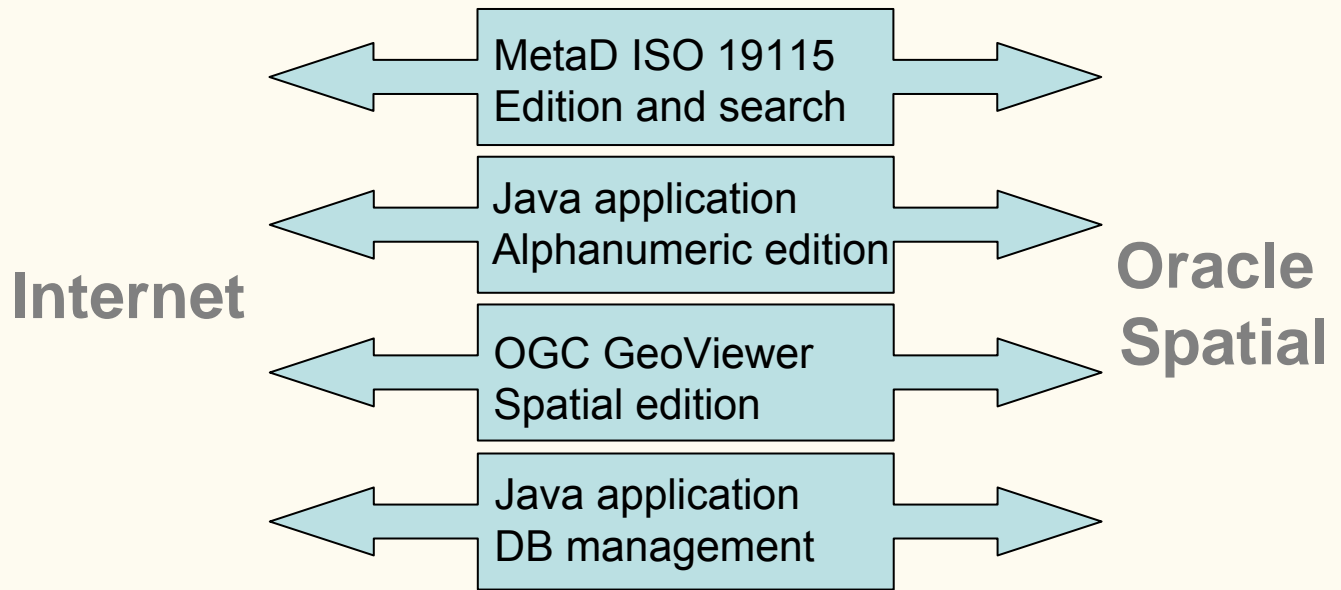 MetaD ISO 19115
Edition and search
Java application
Alphanumeric edition
Internet
Oracle
Spatial
OGC GeoViewer
Spatial edition
Java application
DB management